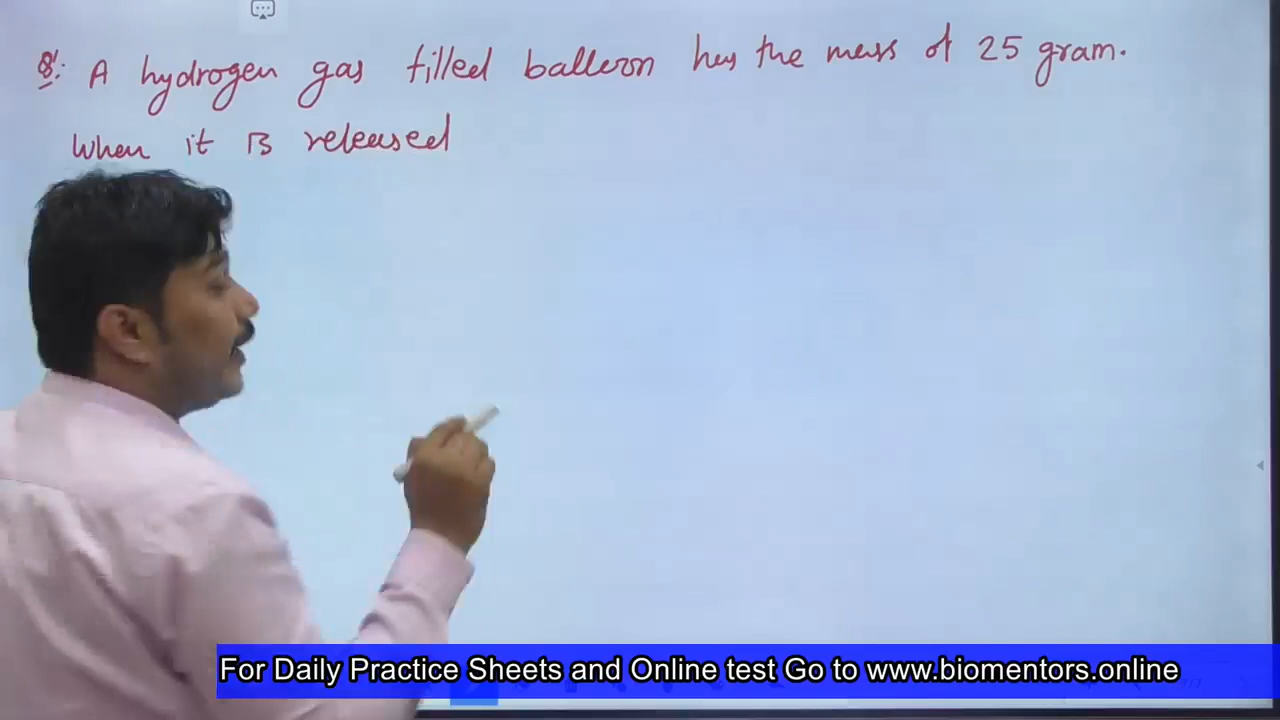 Q: A hydrogen gas filled balloon has the mass of 25 gram.
When it is released
For Daily Practice Sheets and Online test Go to www.biomentors.online